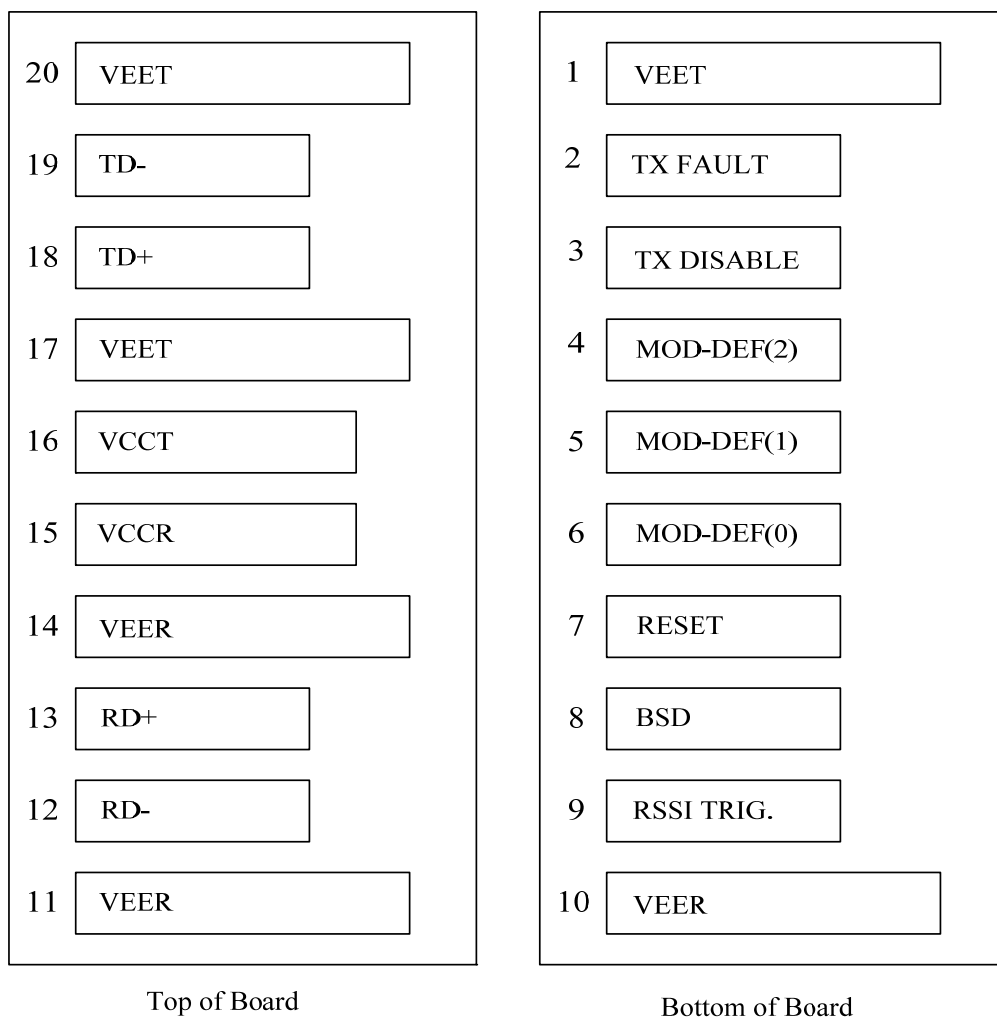 20 VEET
19 TD-
18 TD+
17 VEET
16 VCCT
15 VCCR
14 VEER
13 RD+
12 RD-
11 VEER
Top of Board
1 VEET
2 TX FAULT
3 TX DISABLE
4 MOD-DEF(2)
5 MOD-DEF(1)
6 MOD-DEF(0)
7 RESET
8 BSD
9 RSSI TRIG.
10 VEER
Bottom of Board